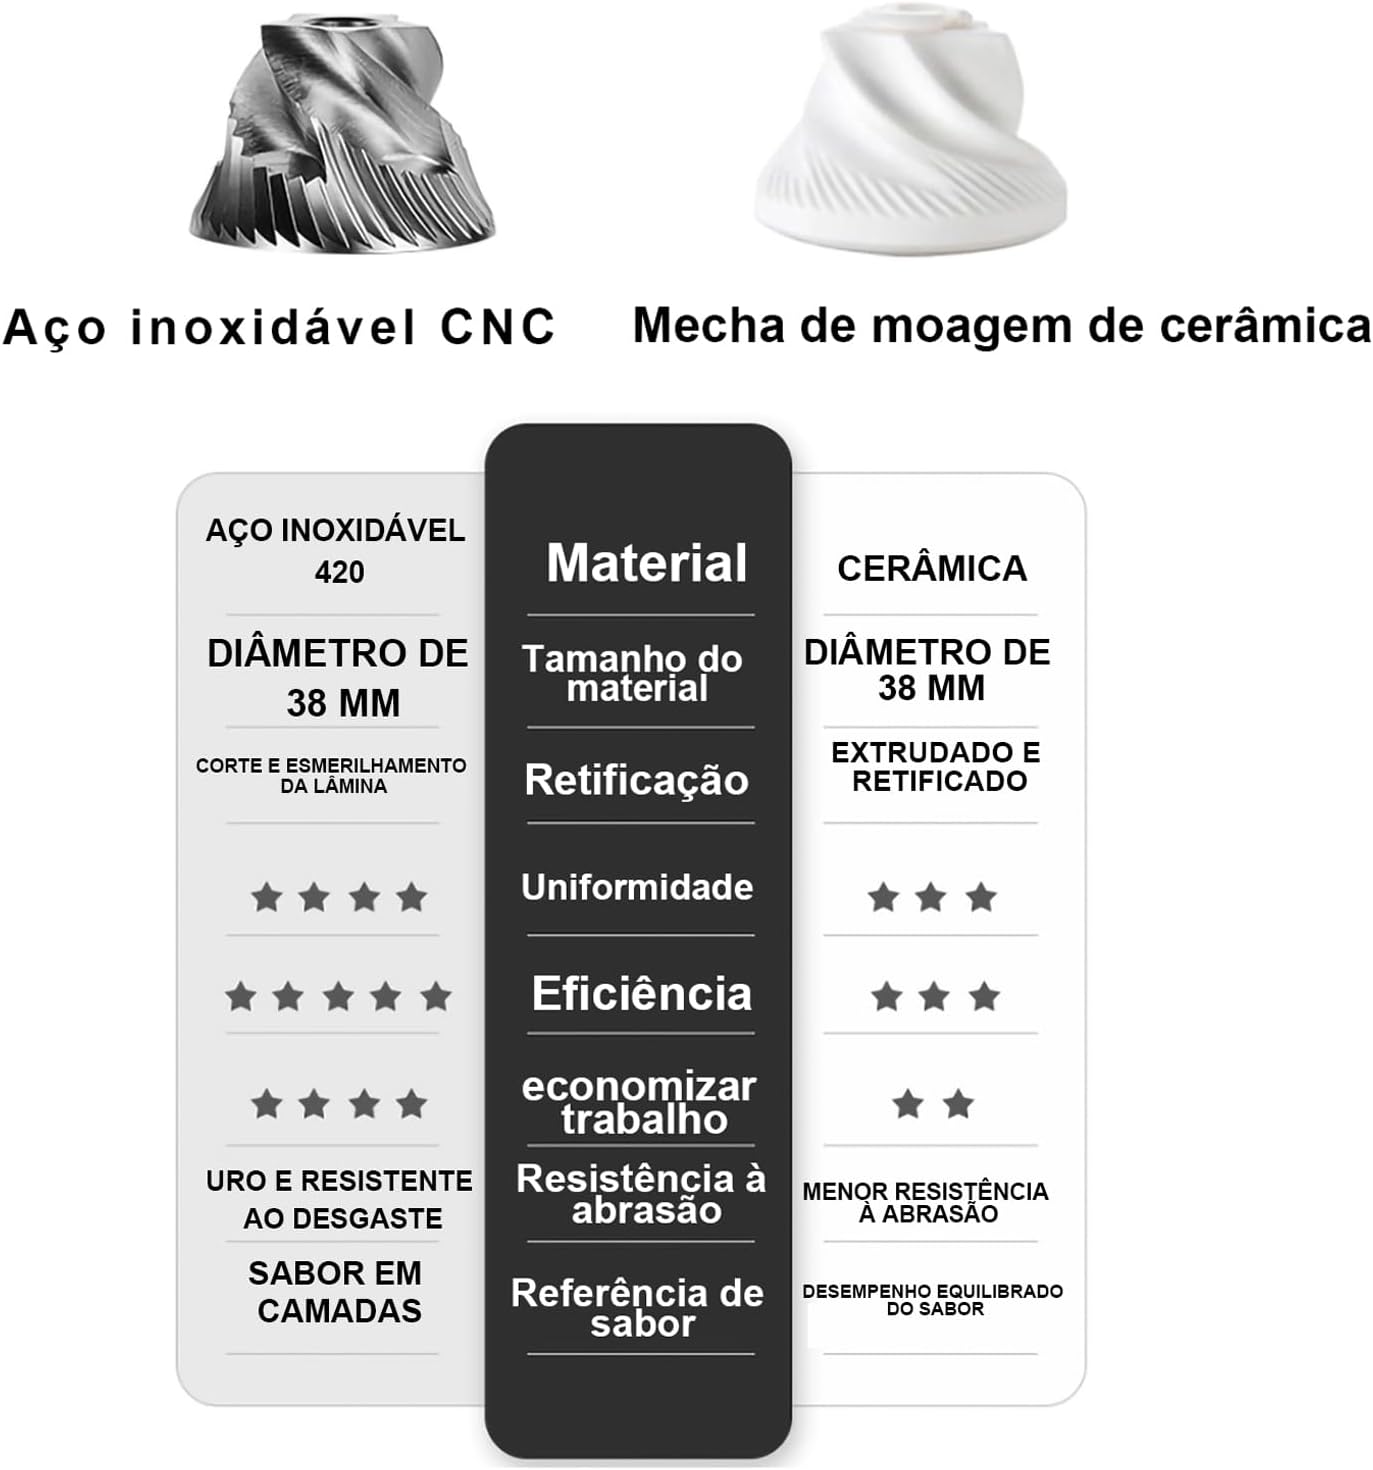 Aço inoxidável CNC
Mecha de moagem de cerâmica
AÇO INOXIDÁVEL
420
Material
CERÂMICA
DIÂMETRO DE
38 MM
Tamanho do
material
DIÂMETRO DE
38 MM
CORTE E ESMERILHAMENTO
DA LÂMINA
Retificação
EXTRUDADO E
RETIFICADO
Uniformidade
Eficiência
economizar
trabalho
URO E RESISTENTE
AO DESGASTE
Resistência à
abrasão
MENOR RESISTÊNCIA
À ABRASÃO
SABOR EM
CAMADAS
Referência de
sabor
DESEMPENHO EQUILIBRADO
DO SABOR